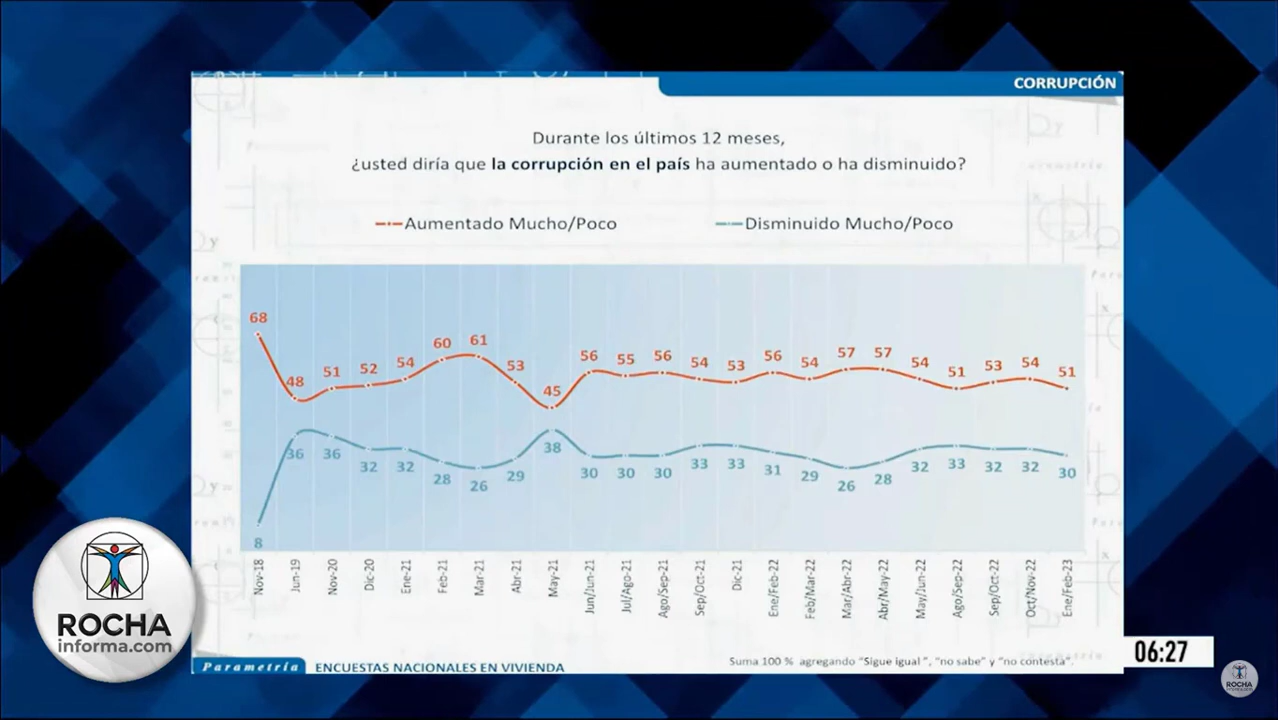 CORRUPCIÓN
Durante los últimos 12 meses,
¿usted diría que la corrupción en el país ha aumentado o ha disminuido?
Aumentado Mucho/Poco Disminuido Mucho/Poco
68 48 51 52 54 60 61 53 45 56 55 56 54 53 56 54 57 57 54 51 53 54 51
8 36 36 32 32 28 26 29 38 30 30 30 33 33 31 29 26 28 32 33 32 32 30
Nov-18 Jun-19 Nov-20 Dic-20 Ene-21 Feb-21 Mar-21 Abr-21 May-21 Jun/Jun-21 Jul/Ago-21 Ago/Sep-21 Sep/Oct-21 Dic-21 Ene/Feb-22 Feb/Mar-22 Mar/Abr-22 Abr/May-22 May/Jun-22 Ago/Sep-22 Sep/Oct-22 Oct/Nov-22 Ene/Feb-23
Suma 100 % agregando "Sigue igual ", "no sabe" y "no contesta".
Parametría ENCUESTAS NACIONALES EN VIVIENDA
ROCHA
informa.com
06:27
ROCHA